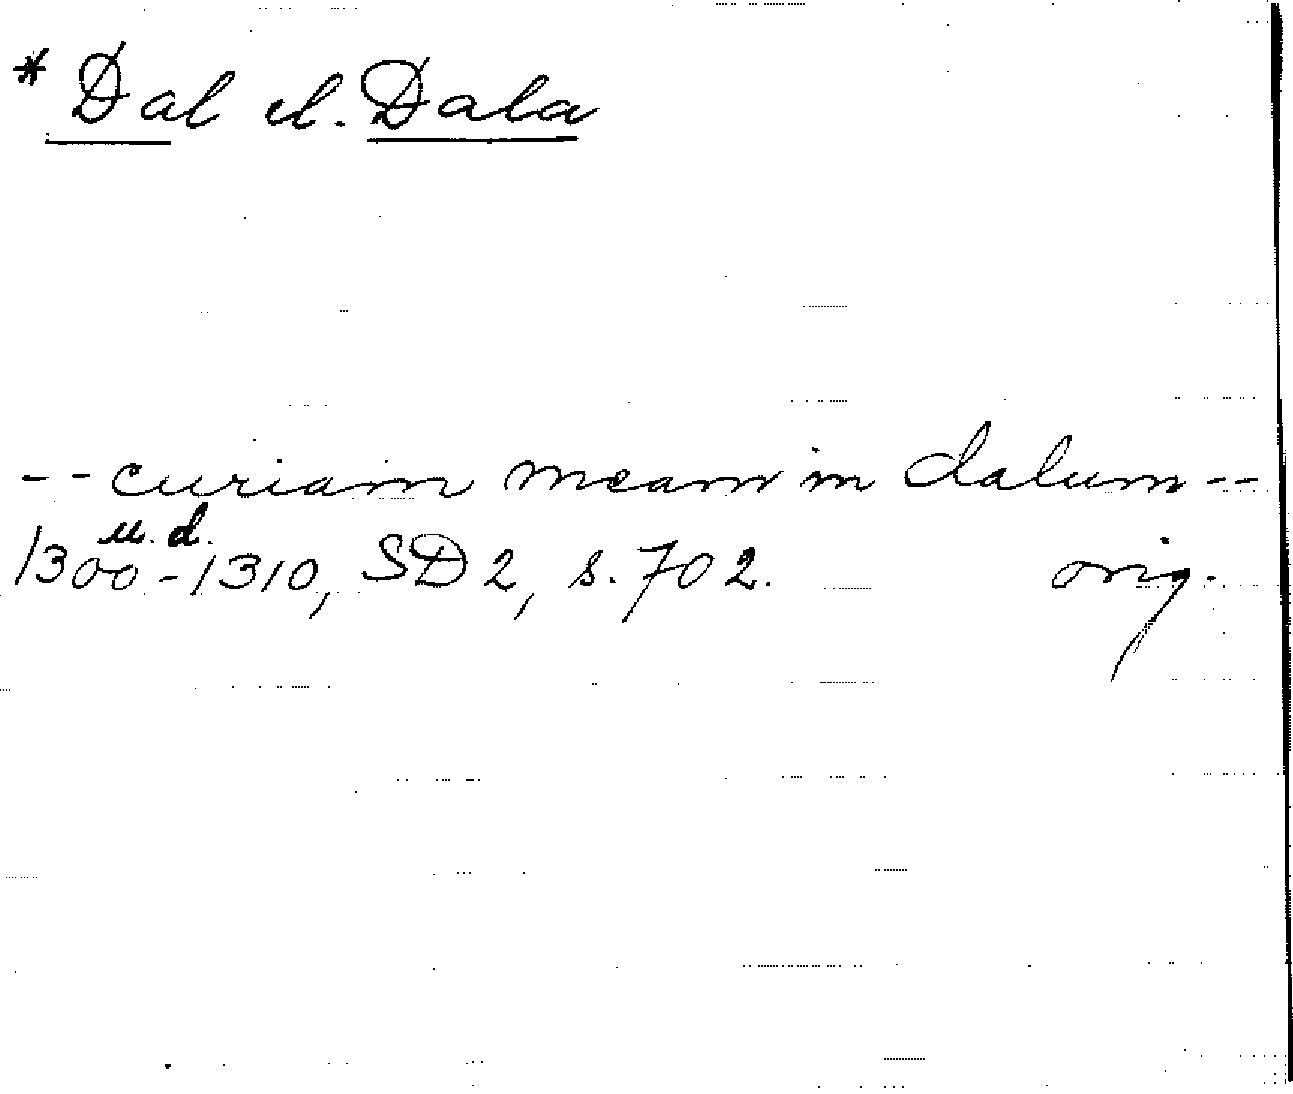 * Dal el. Dala
-- curiam meam in dalum --
u. d.
1300-1310, SD 2, s. 702. orig.